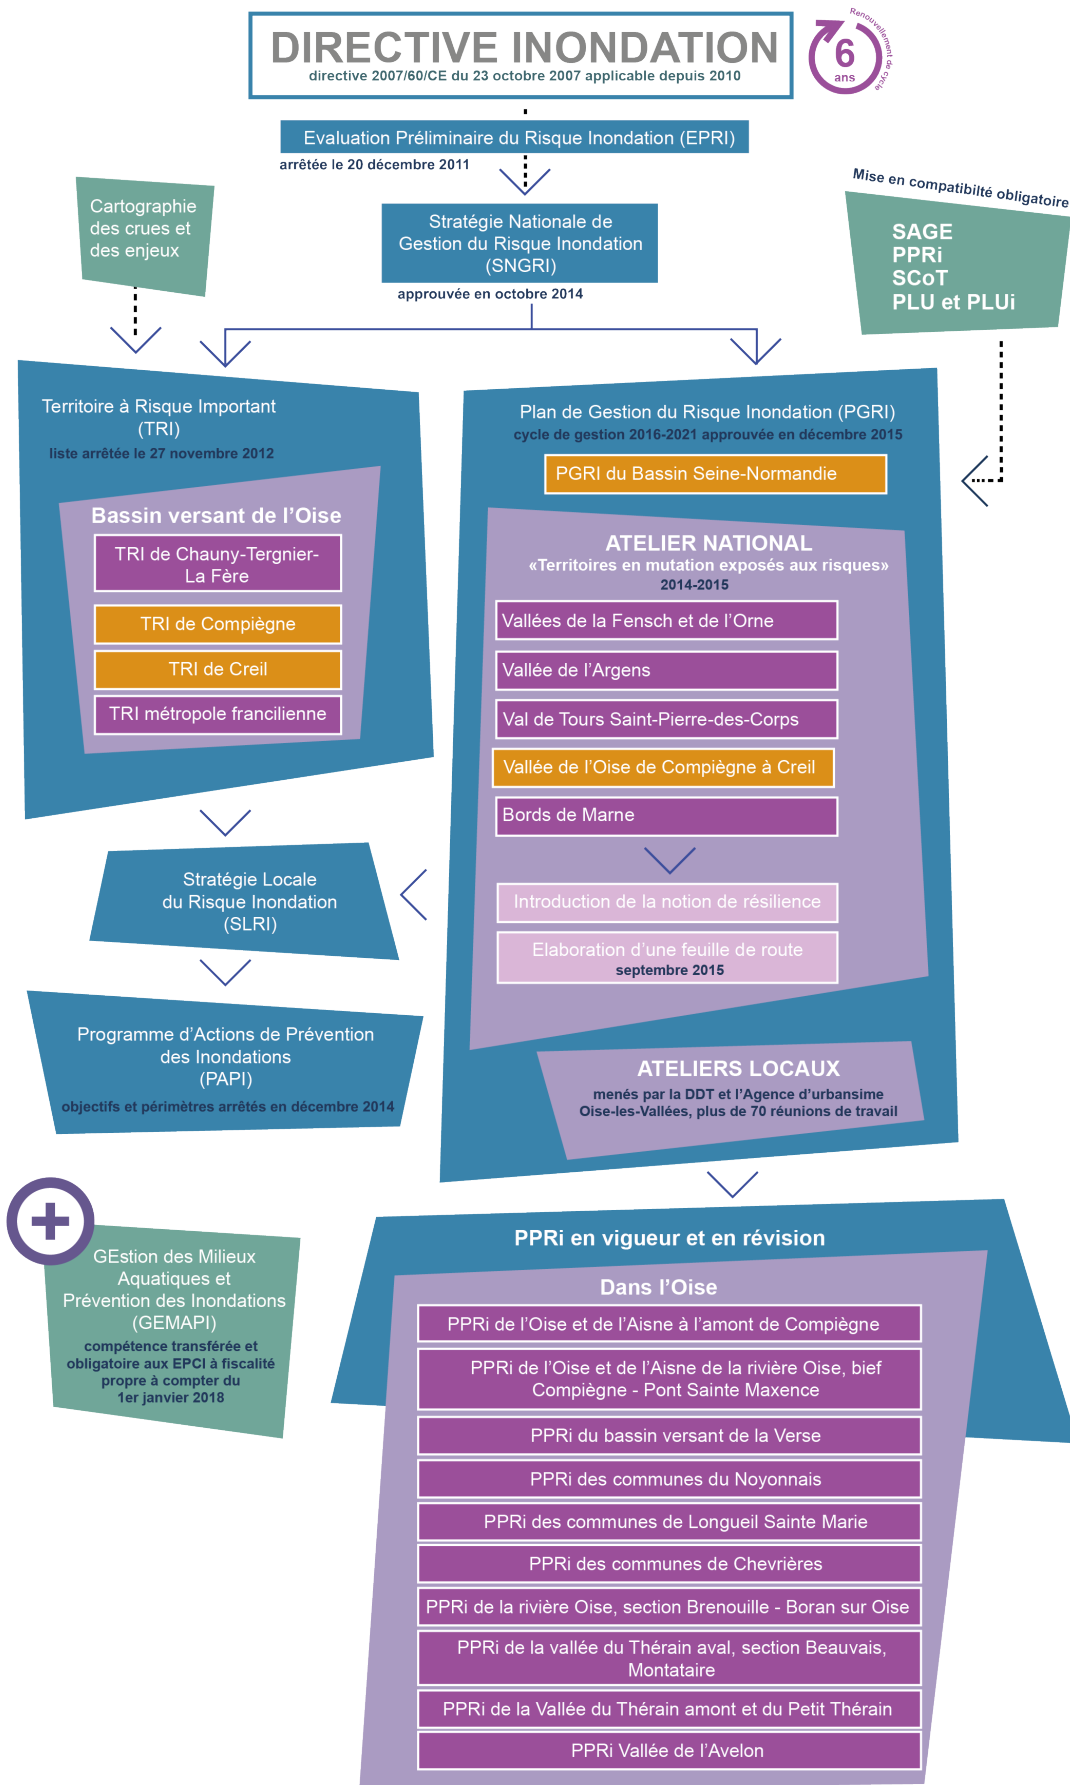 DIRECTIVE INONDATION
directive 2007/60/CE du 23 octobre 2007 applicable depuis 2010
Renouvellement de cycle
6
ans
Evaluation Préliminaire du Risque Inondation (EPRI)
arrêtée le 20 décembre 2011
Cartographie
des crues et
des enjeux
Stratégie Nationale de
Gestion du Risque Inondation
(SNGRI)
approuvée en octobre 2014
Mise en compatibilté obligatoire
SAGE
PPRi
SCoT
PLU et PLUi
Territoire à Risque Important
(TRI)
liste arrêtée le 27 novembre 2012
Bassin versant de l’Oise
TRI de Chauny-Tergnier-
La Fère
TRI de Compiègne
TRI de Creil
TRI métropole francilienne
Plan de Gestion du Risque Inondation (PGRI)
cycle de gestion 2016-2021 approuvée en décembre 2015
PGRI du Bassin Seine-Normandie
ATELIER NATIONAL
«Territoires en mutation exposés aux risques»
2014-2015
Vallées de la Fensch et de l’Orne
Vallée de l’Argens
Val de Tours Saint-Pierre-des-Corps
Vallée de l’Oise de Compiègne à Creil
Bords de Marne
Introduction de la notion de résilience
Elaboration d’une feuille de route
septembre 2015
ATELIERS LOCAUX
menés par la DDT et l’Agence d’urbansime
Oise-les-Vallées, plus de 70 réunions de travail
Stratégie Locale
du Risque Inondation
(SLRI)
Programme d’Actions de Prévention
des Inondations
(PAPI)
objectifs et périmètres arrêtés en décembre 2014
GEstion des Milieux
Aquatiques et
Prévention des Inondations
(GEMAPI)
compétence transférée et
obligatoire aux EPCI à fiscalité
propre à compter du
1er janvier 2018
PPRi en vigueur et en révision
Dans l’Oise
PPRi de l’Oise et de l’Aisne à l’amont de Compiègne
PPRi de l’Oise et de l’Aisne de la rivière Oise, bief
Compiègne - Pont Sainte Maxence
PPRi du bassin versant de la Verse
PPRi des communes du Noyonnais
PPRi des communes de Longueil Sainte Marie
PPRi des communes de Chevrières
PPRi de la rivière Oise, section Brenouille - Boran sur Oise
PPRi de la vallée du Thérain aval, section Beauvais,
Montataire
PPRi de la Vallée du Thérain amont et du Petit Thérain
PPRi Vallée de l’Avelon